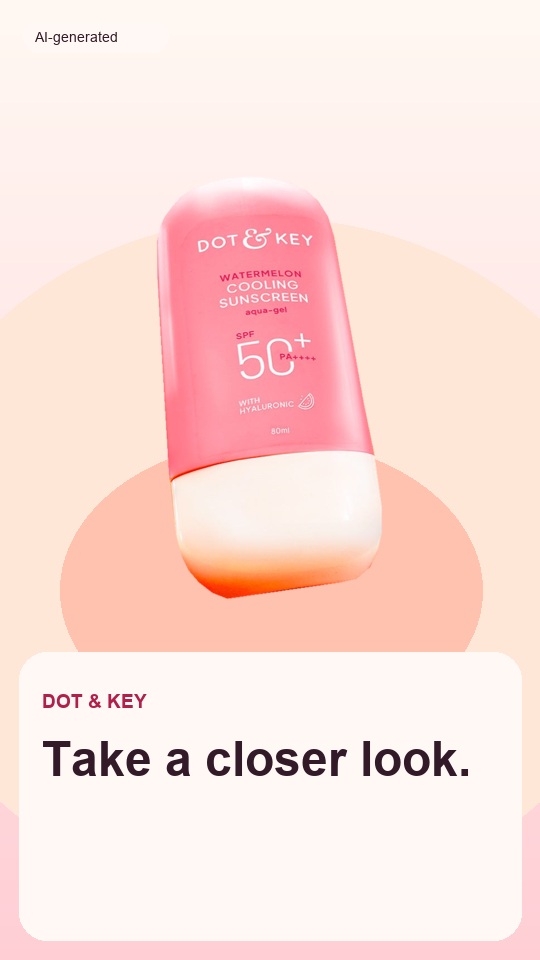 AI-generated
DOT & KEY
WATERMELON
COOLING
SUNSCREEN
aqua-gel
SPF
50+
PA++++
WITH
HYALURONIC
80ml
DOT & KEY
Take a closer look.